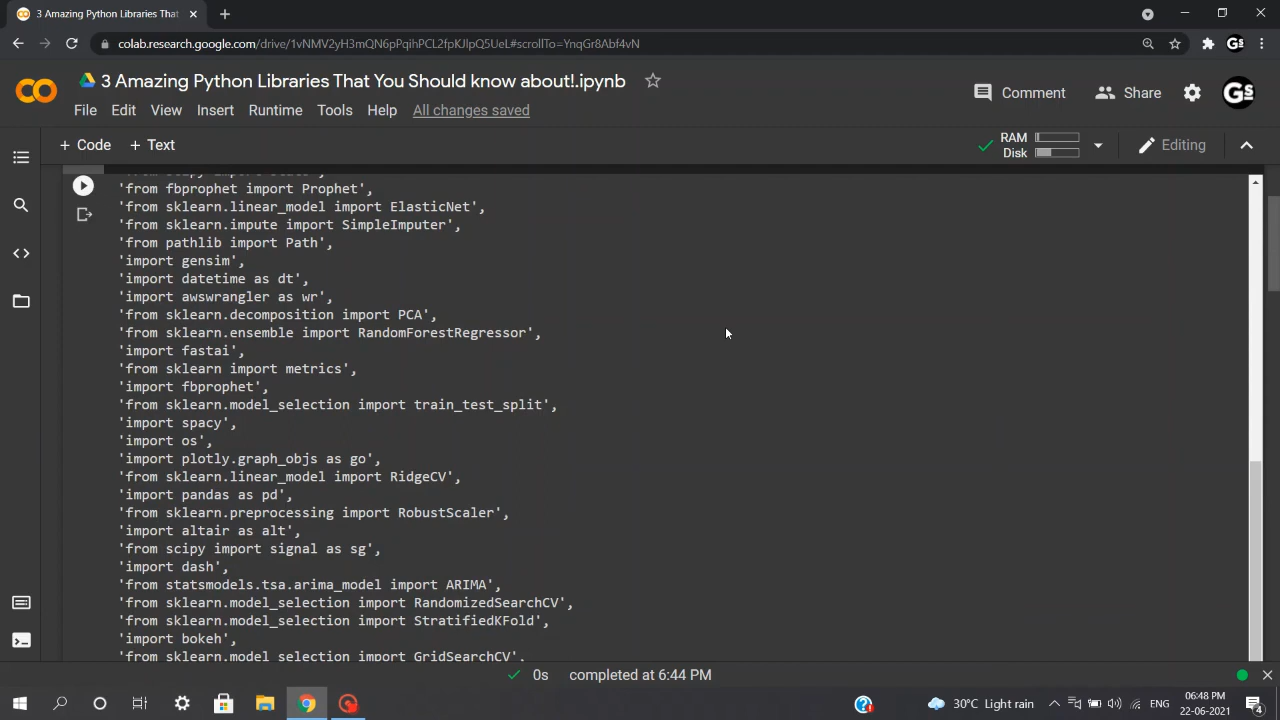 3 Amazing Python Libraries That
colab.research.google.com/drive/1vNMV2yH3mQN6PqihPCL2fpKJlpQ5UeL#scrollTo=YnqGr8Abf4vN
3 Amazing Python Libraries That You Should know about!.ipynb
Comment
Share
GS
File Edit View Insert Runtime Tools Help All changes saved
+ Code + Text
RAM
Disk
Editing
'from fbprophet import Prophet',
'from sklearn.linear_model import ElasticNet',
'from sklearn.impute import SimpleImputer',
'from pathlib import Path',
'import gensim',
'import datetime as dt',
'import awswrangler as wr',
'from sklearn.decomposition import PCA',
'from sklearn.ensemble import RandomForestRegressor',
'import fastai',
'from sklearn import metrics',
'import fbprophet',
'from sklearn.model_selection import train_test_split',
'import spacy',
'import os',
'import plotly.graph_objs as go',
'from sklearn.linear_model import RidgeCV',
'import pandas as pd',
'from sklearn.preprocessing import RobustScaler',
'import altair as alt',
'from scipy import signal as sg',
'import dash',
'from statsmodels.tsa.arima_model import ARIMA',
'from sklearn.model_selection import RandomizedSearchCV',
'from sklearn.model_selection import StratifiedKFold',
'import bokeh',
'from sklearn.model_selection import GridSearchCV',
0s completed at 6:44 PM
30°C Light rain
ENG
06:48 PM
22-06-2021
4